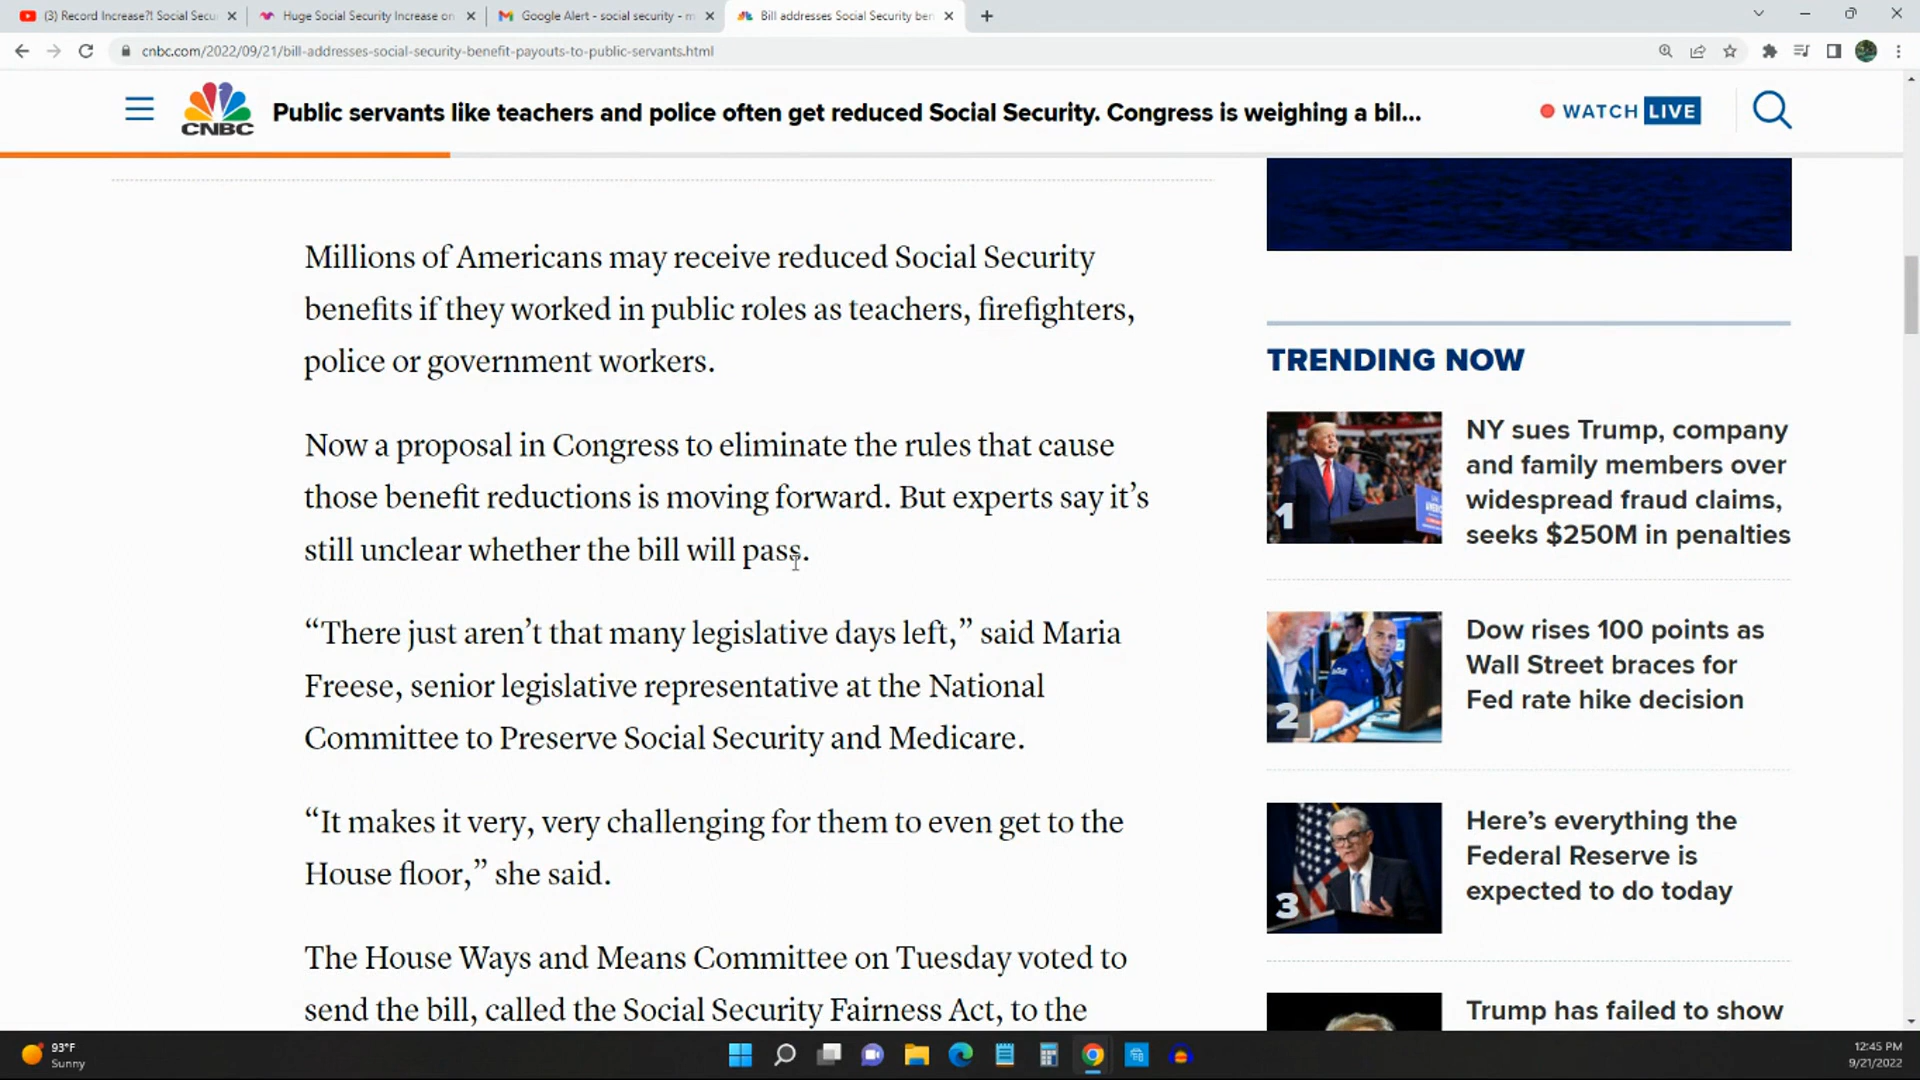 (3) Record Increase?! Social Secu
Huge Social Security Increase on
Google Alert - social security - m
Bill addresses Social Security ben
cnbc.com/2022/09/21/bill-addresses-social-security-benefit-payouts-to-public-servants.html
CNBC
Public servants like teachers and police often get reduced Social Security. Congress is weighing a bil...
WATCH LIVE
Millions of Americans may receive reduced Social Security
benefits if they worked in public roles as teachers, firefighters,
police or government workers.
Now a proposal in Congress to eliminate the rules that cause
those benefit reductions is moving forward. But experts say it’s
still unclear whether the bill will pass.
“There just aren’t that many legislative days left,” said Maria
Freese, senior legislative representative at the National
Committee to Preserve Social Security and Medicare.
“It makes it very, very challenging for them to even get to the
House floor,” she said.
The House Ways and Means Committee on Tuesday voted to
send the bill, called the Social Security Fairness Act, to the
TRENDING NOW
1
NY sues Trump, company
and family members over
widespread fraud claims,
seeks $250M in penalties
2
Dow rises 100 points as
Wall Street braces for
Fed rate hike decision
3
Here’s everything the
Federal Reserve is
expected to do today
Trump has failed to show
93°F
Sunny
12:45 PM
9/21/2022